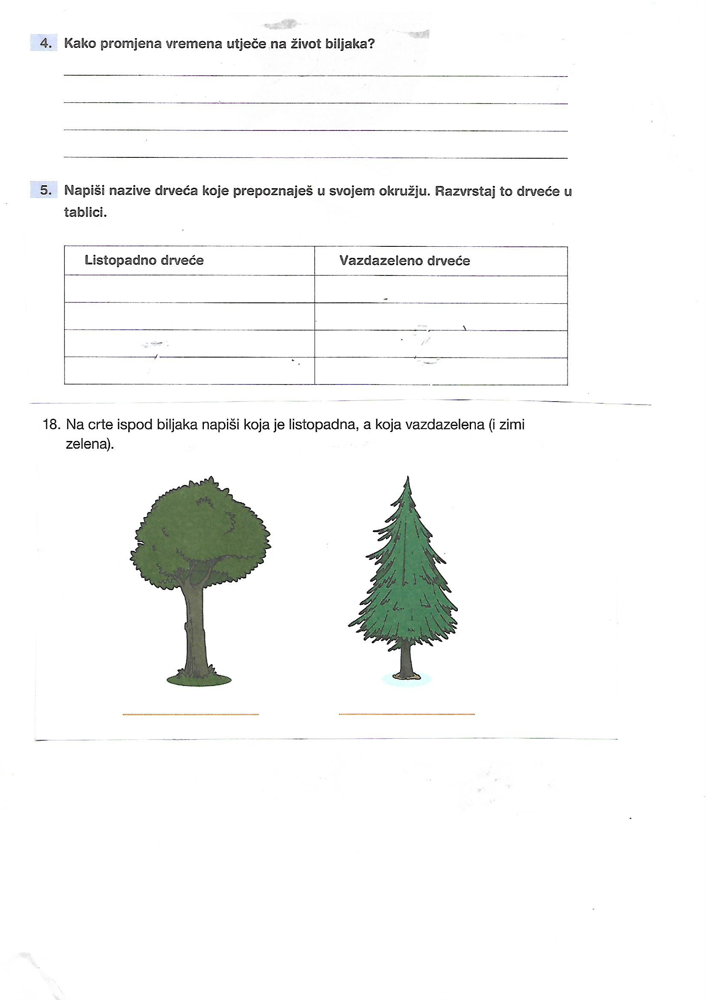 4. Kako promjena vremena utječe na život biljaka?
5. Napiši nazive drveća koje prepoznaješ u svojem okružju. Razvrstaj to drveće u
tablici.
Listopadno drveće Vazdazeleno drveće
18. Na crte ispod biljaka napiši koja je listopadna, a koja vazdazelena (i zimi
zelena).